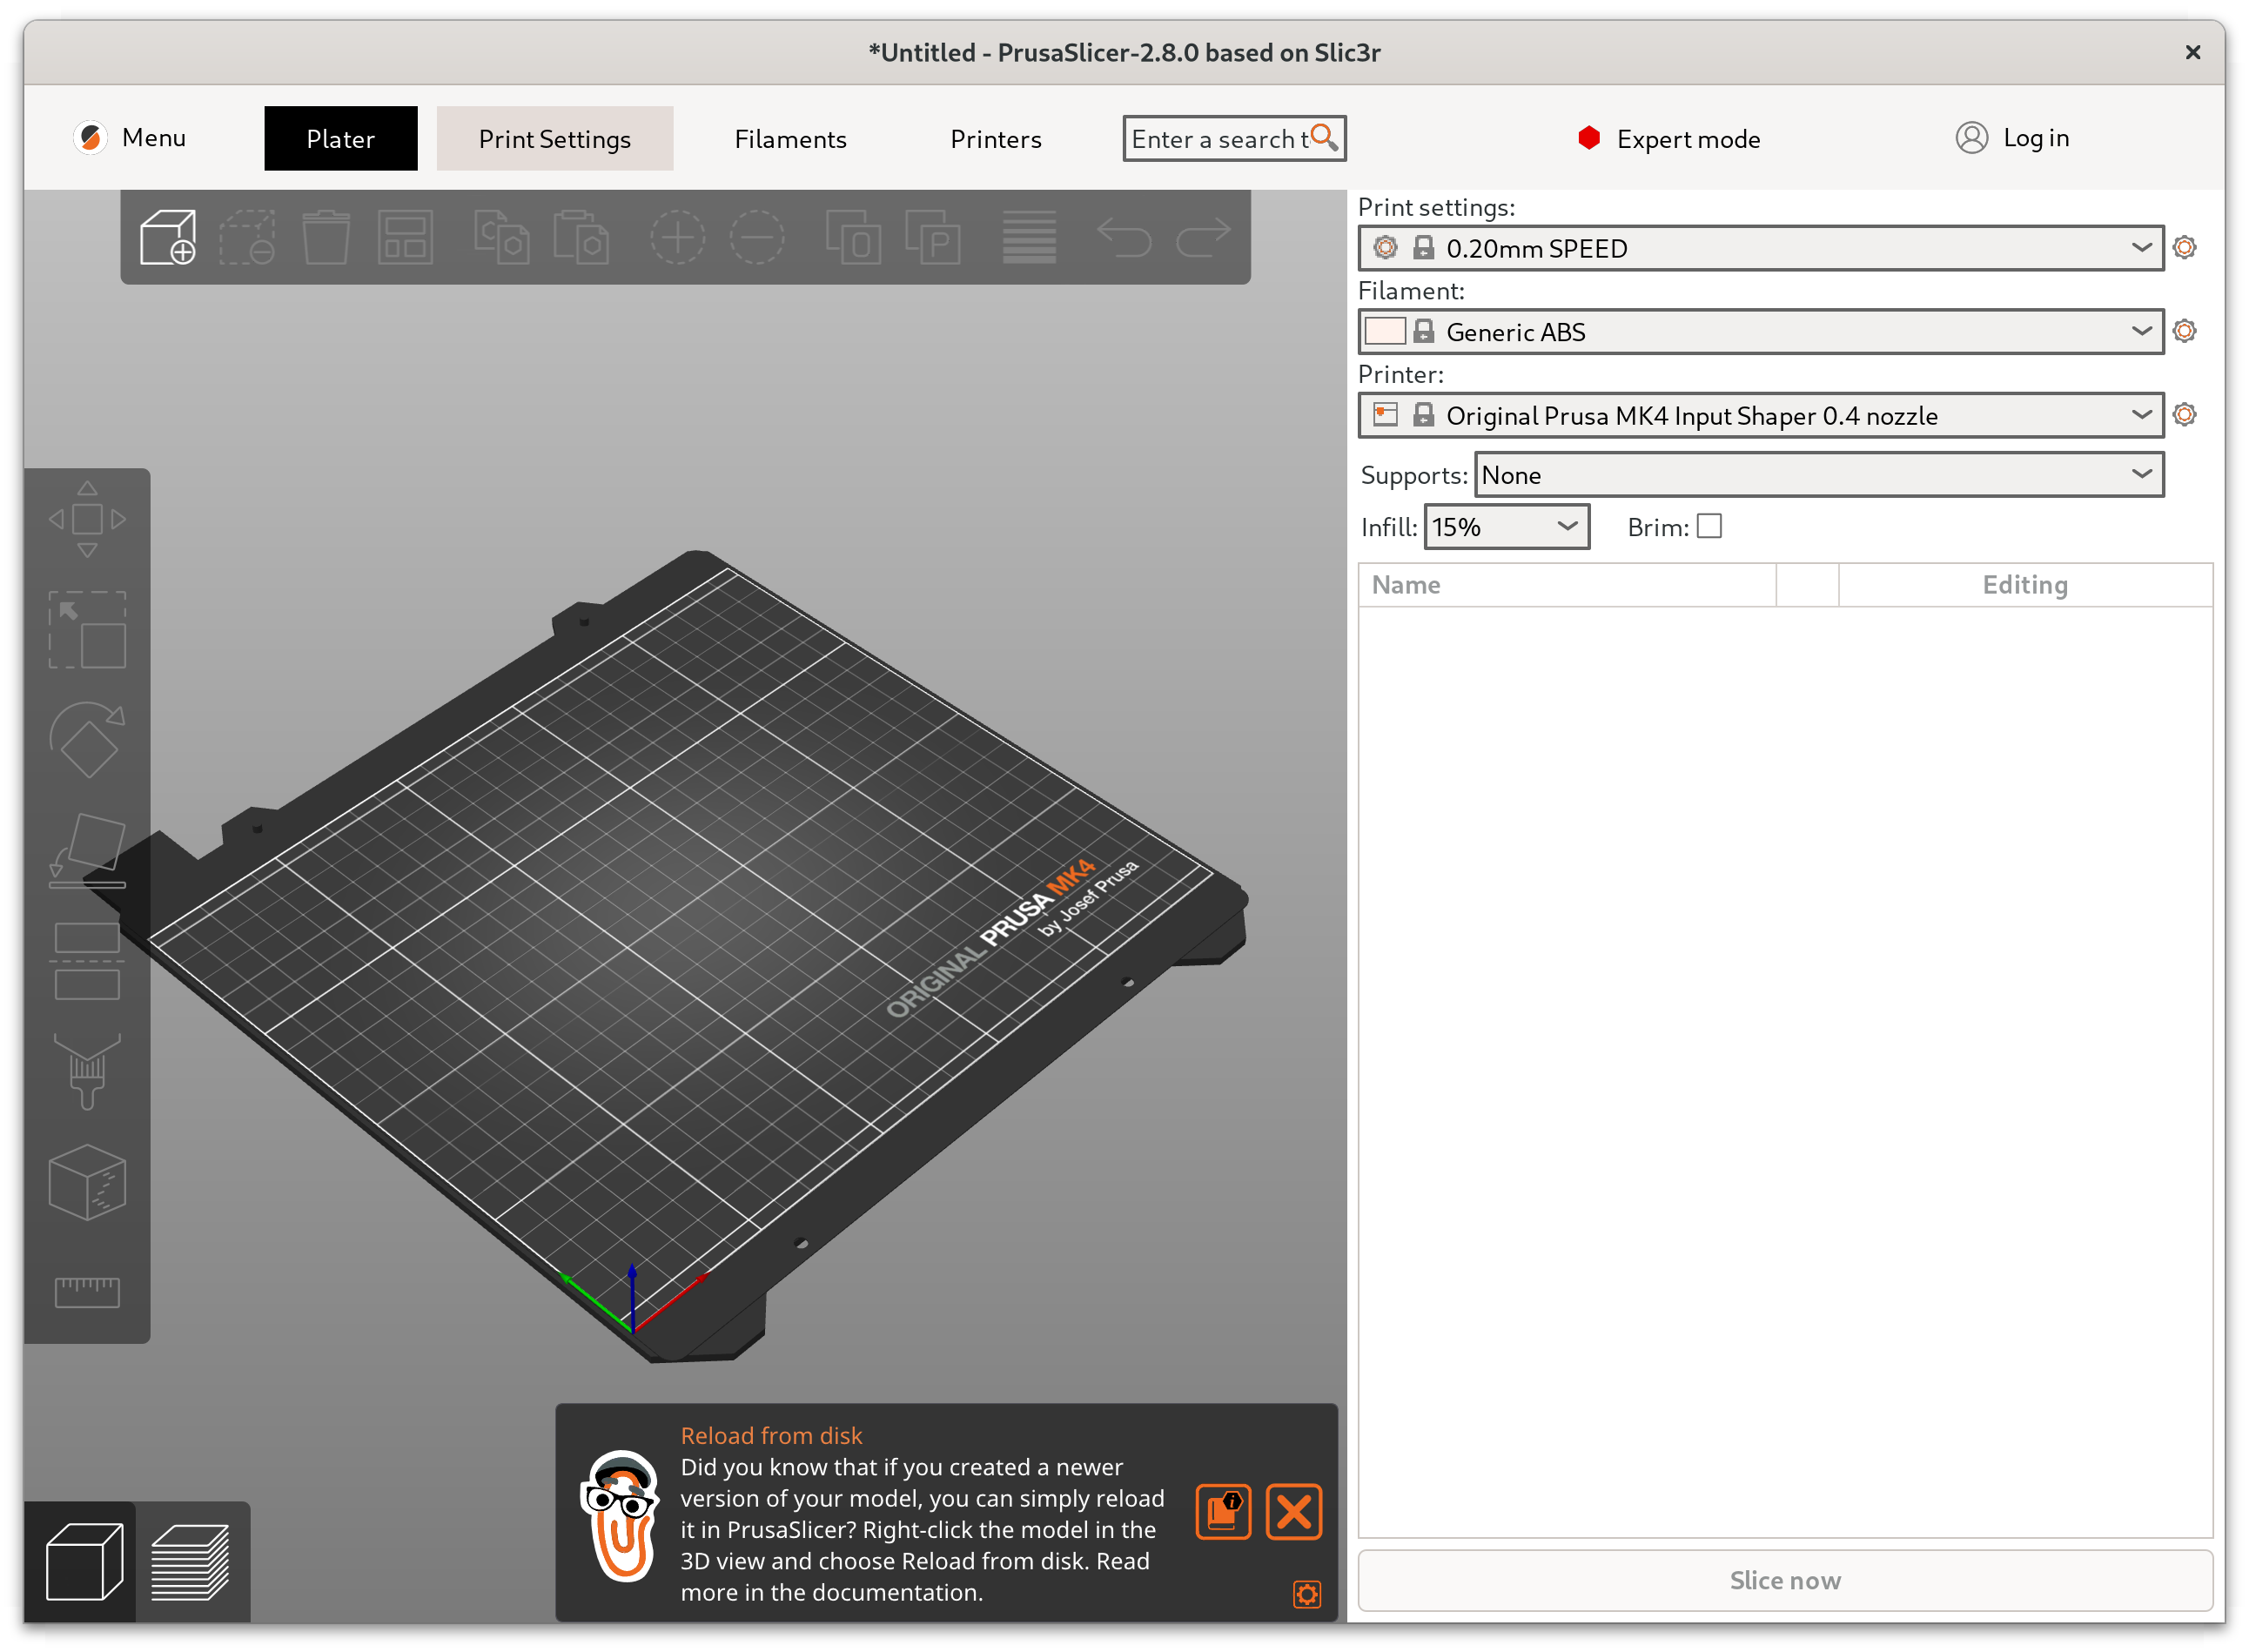 *Untitled - PrusaSlicer-2.8.0 based on Slic3r
Menu
Plater
Print Settings
Filaments
Printers
Enter a search t
Expert mode
Log in
Print settings:
0.20mm SPEED
Filament:
Generic ABS
Printer:
Original Prusa MK4 Input Shaper 0.4 nozzle
Supports: None
Infill: 15% Brim:
Name Editing
ORIGINAL PRUSA MK4
by Josef Prusa
Reload from disk
Did you know that if you created a newer
version of your model, you can simply reload
it in PrusaSlicer? Right-click the model in the
3D view and choose Reload from disk. Read
more in the documentation.
Slice now